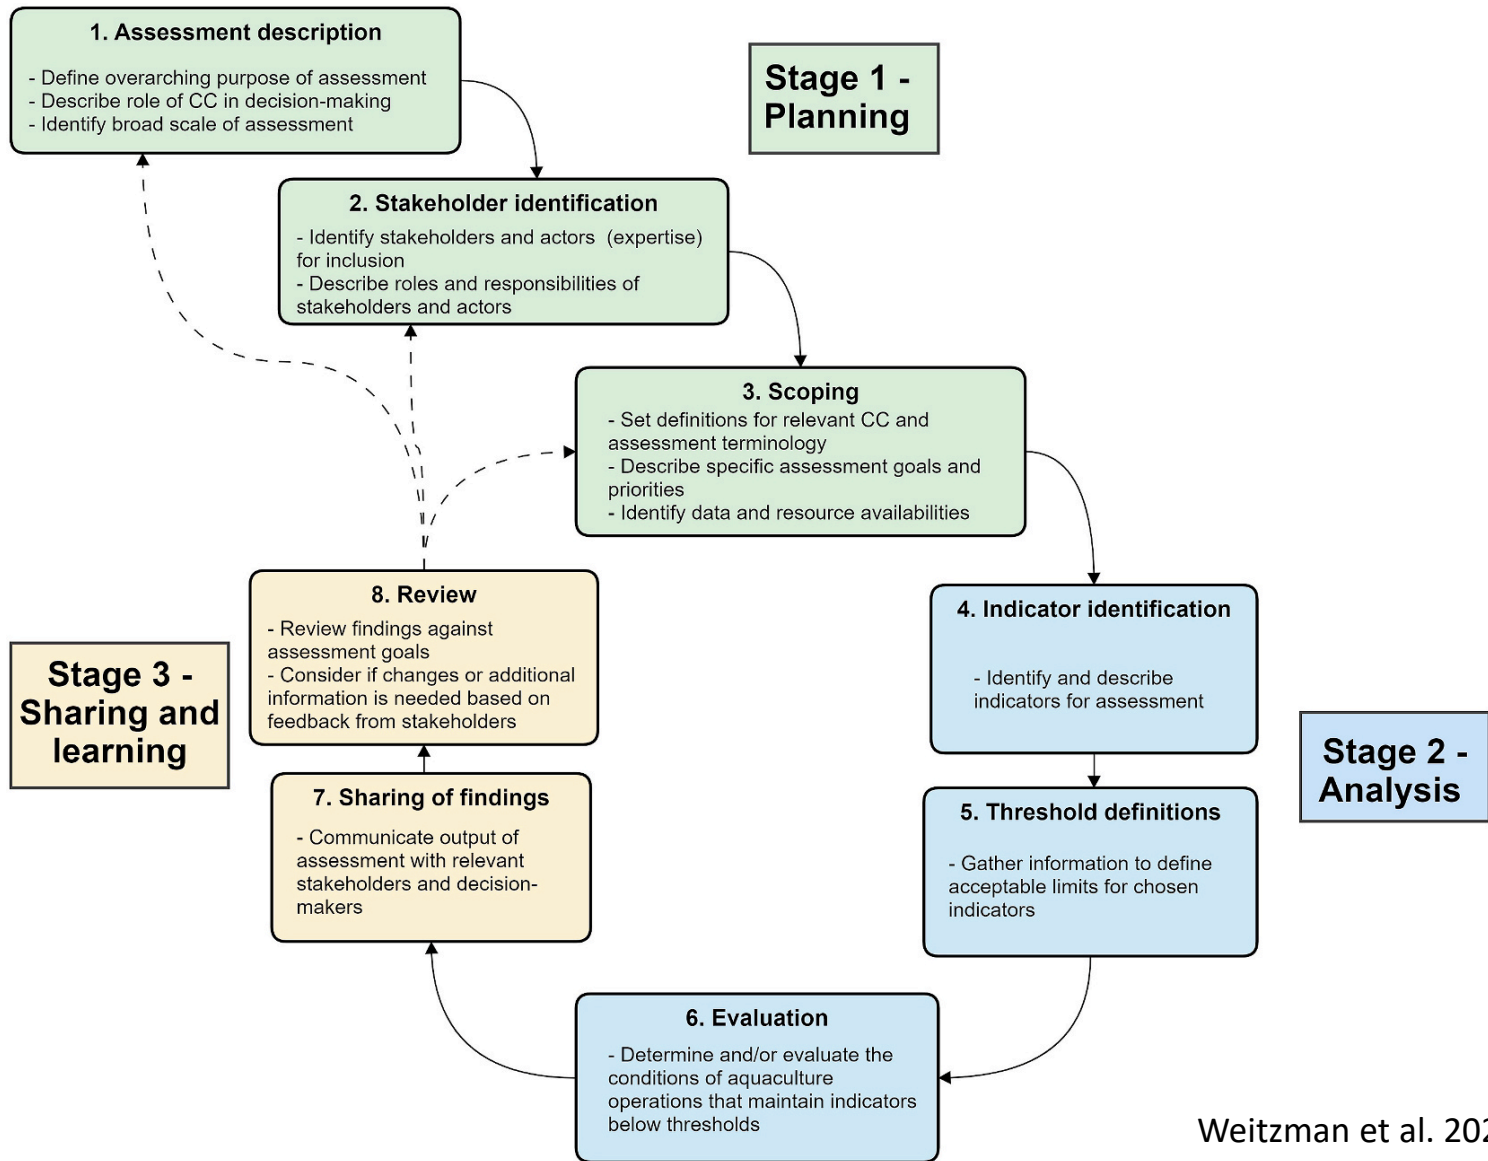 1. Assessment description
- Define overarching purpose of assessment
- Describe role of CC in decision-making
- Identify broad scale of assessment
Stage 1 -
Planning
2. Stakeholder identification
- Identify stakeholders and actors (expertise)
for inclusion
- Describe roles and responsibilities of
stakeholders and actors
3. Scoping
- Set definitions for relevant CC and
assessment terminology
- Describe specific assessment goals and
priorities
- Identify data and resource availabilities
4. Indicator identification
- Identify and describe
indicators for assessment
Stage 2 -
Analysis
5. Threshold definitions
- Gather information to define
acceptable limits for chosen
indicators
6. Evaluation
- Determine and/or evaluate the
conditions of aquaculture
operations that maintain indicators
below thresholds
7. Sharing of findings
- Communicate output of
assessment with relevant
stakeholders and decision-
makers
8. Review
- Review findings against
assessment goals
- Consider if changes or additional
information is needed based on
feedback from stakeholders
Stage 3 -
Sharing and
learning
Weitzman et al. 202